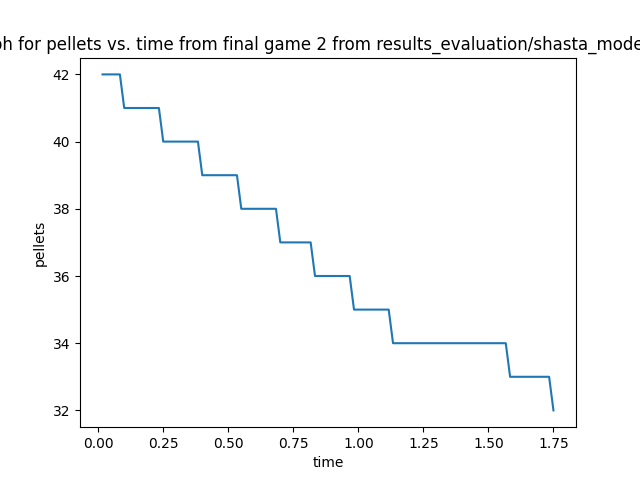 for pellets vs. time from final game 2 from results_evaluation/shasta_mode
42
40
38
36
34
32
pellets
0.00 0.25 0.50 0.75 1.00 1.25 1.50 1.75
time